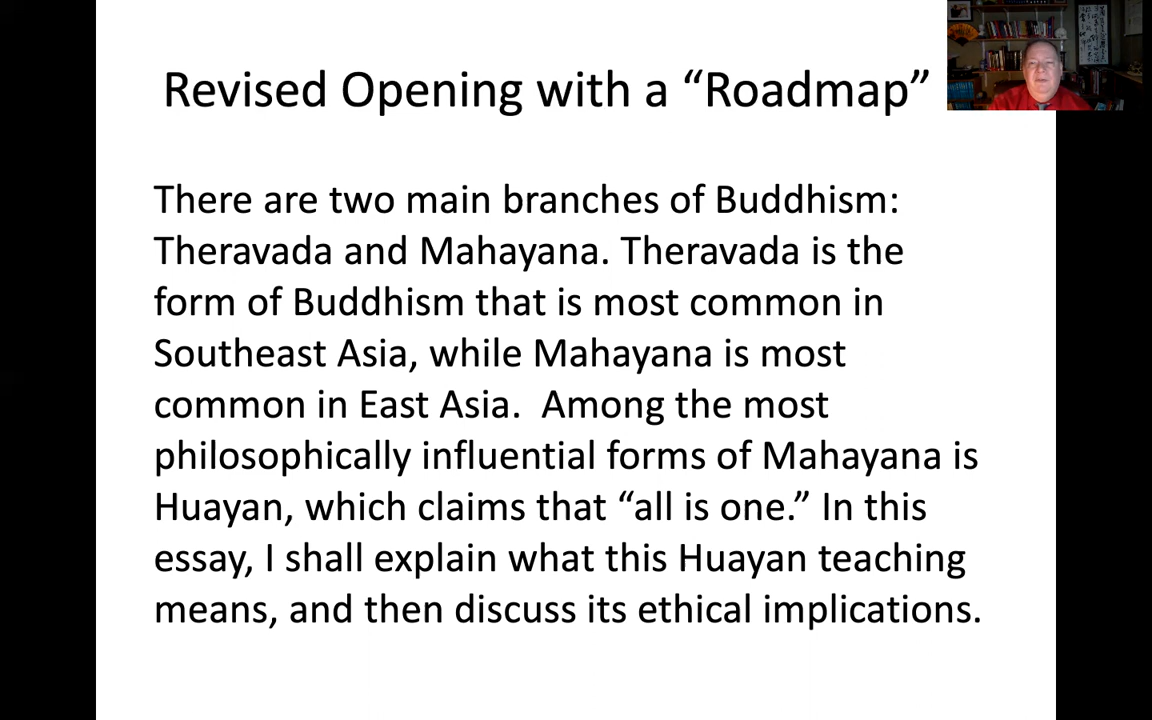 Revised Opening with a “Roadmap”
There are two main branches of Buddhism:
Theravada and Mahayana. Theravada is the
form of Buddhism that is most common in
Southeast Asia, while Mahayana is most
common in East Asia.  Among the most
philosophically influential forms of Mahayana is
Huayan, which claims that “all is one.” In this
essay, I shall explain what this Huayan teaching
means, and then discuss its ethical implications.